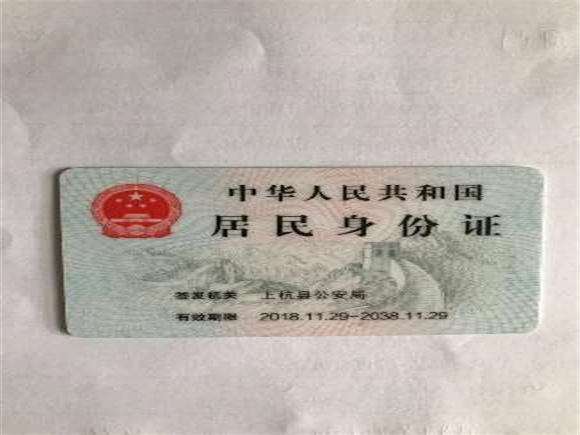 中华人民共和国
居民身份证
签发机关 上杭县公安局
有效期限 2018.11.29-2038.11.29